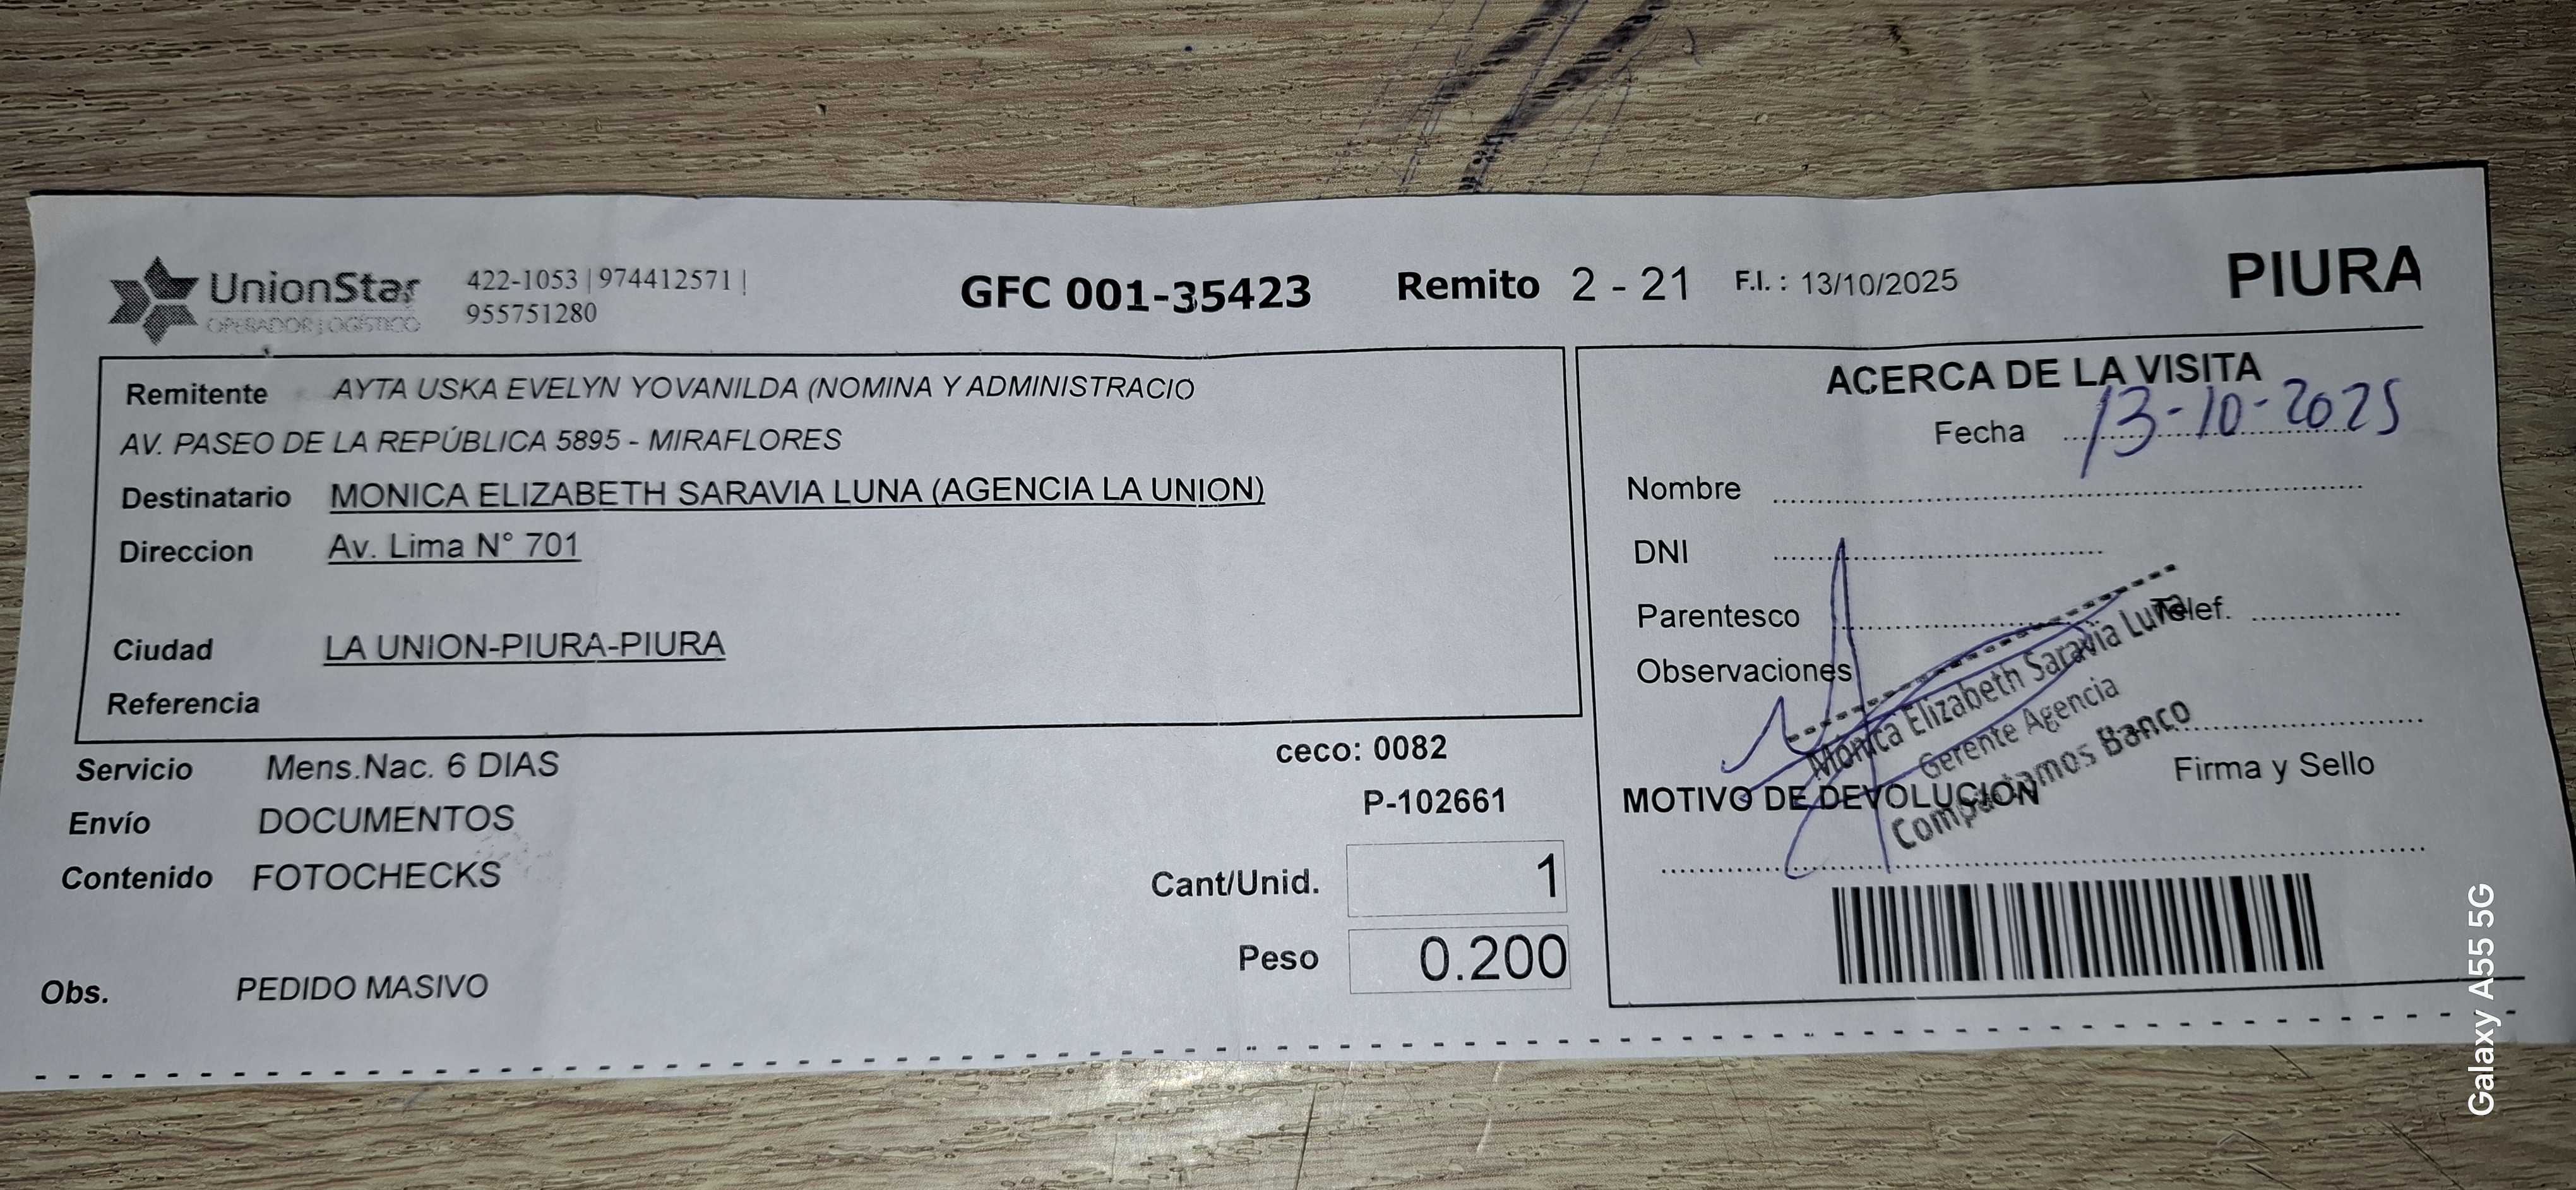 UnionStar
OPERADOR LOGÍSTICO
422-1053 | 974412571 |
955751280
GFC 001-35423
Remito 2 - 21
F.I. : 13/10/2025
PIURA
Remitente AYTA USKA EVELYN YOVANILDA (NOMINA Y ADMINISTRACIO
AV. PASEO DE LA REPÚBLICA 5895 - MIRAFLORES
Destinatario MONICA ELIZABETH SARAVIA LUNA (AGENCIA LA UNION)
Direccion Av. Lima N° 701
Ciudad LA UNION-PIURA-PIURA
Referencia
Servicio Mens.Nac. 6 DIAS
Envío DOCUMENTOS
Contenido FOTOCHECKS
Obs. PEDIDO MASIVO
ceco: 0082
P-102661
Cant/Unid. 1
Peso 0.200
ACERCA DE LA VISITA
Fecha 13-10-2025
Nombre
DNI
Parentesco Telef.
Observaciones
Monica Elizabeth Saravia Luna
Gerente Agencia
Compartamos Banco
Firma y Sello
MOTIVO DE DEVOLUCION
Galaxy A55 5G